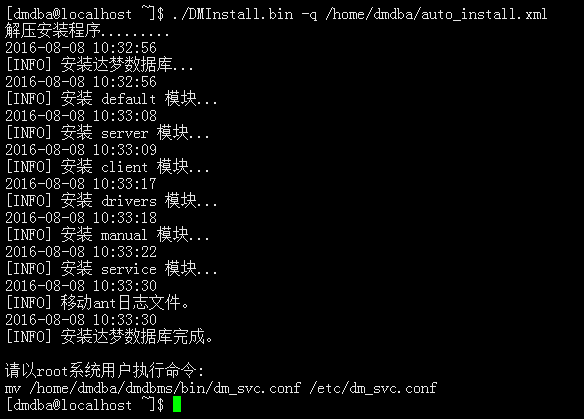 [dmdba@localhost ~]$ ./DMInstall.bin -q /home/dmdba/auto_install.xml
解压安装程序.........
2016-08-08 10:32:56
[INFO] 安装达梦数据库...
2016-08-08 10:32:56
[INFO] 安装 default 模块...
2016-08-08 10:33:08
[INFO] 安装 server 模块...
2016-08-08 10:33:09
[INFO] 安装 client 模块...
2016-08-08 10:33:17
[INFO] 安装 drivers 模块...
2016-08-08 10:33:18
[INFO] 安装 manual 模块...
2016-08-08 10:33:22
[INFO] 安装 service 模块...
2016-08-08 10:33:30
[INFO] 移动ant日志文件。
2016-08-08 10:33:30
[INFO] 安装达梦数据库完成。
请以root系统用户执行命令:
mv /home/dmdba/dmdbms/bin/dm_svc.conf /etc/dm_svc.conf
[dmdba@localhost ~]$